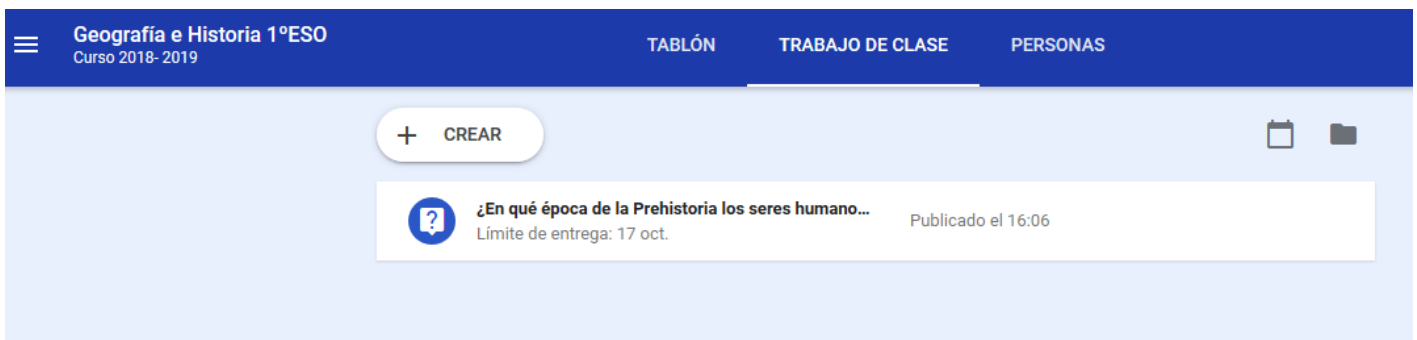 Geografía e Historia 1ºESO
Curso 2018- 2019
TABLÓN
TRABAJO DE CLASE
PERSONAS
+ CREAR
¿En qué época de la Prehistoria los seres humano...
Límite de entrega: 17 oct.
Publicado el 16:06